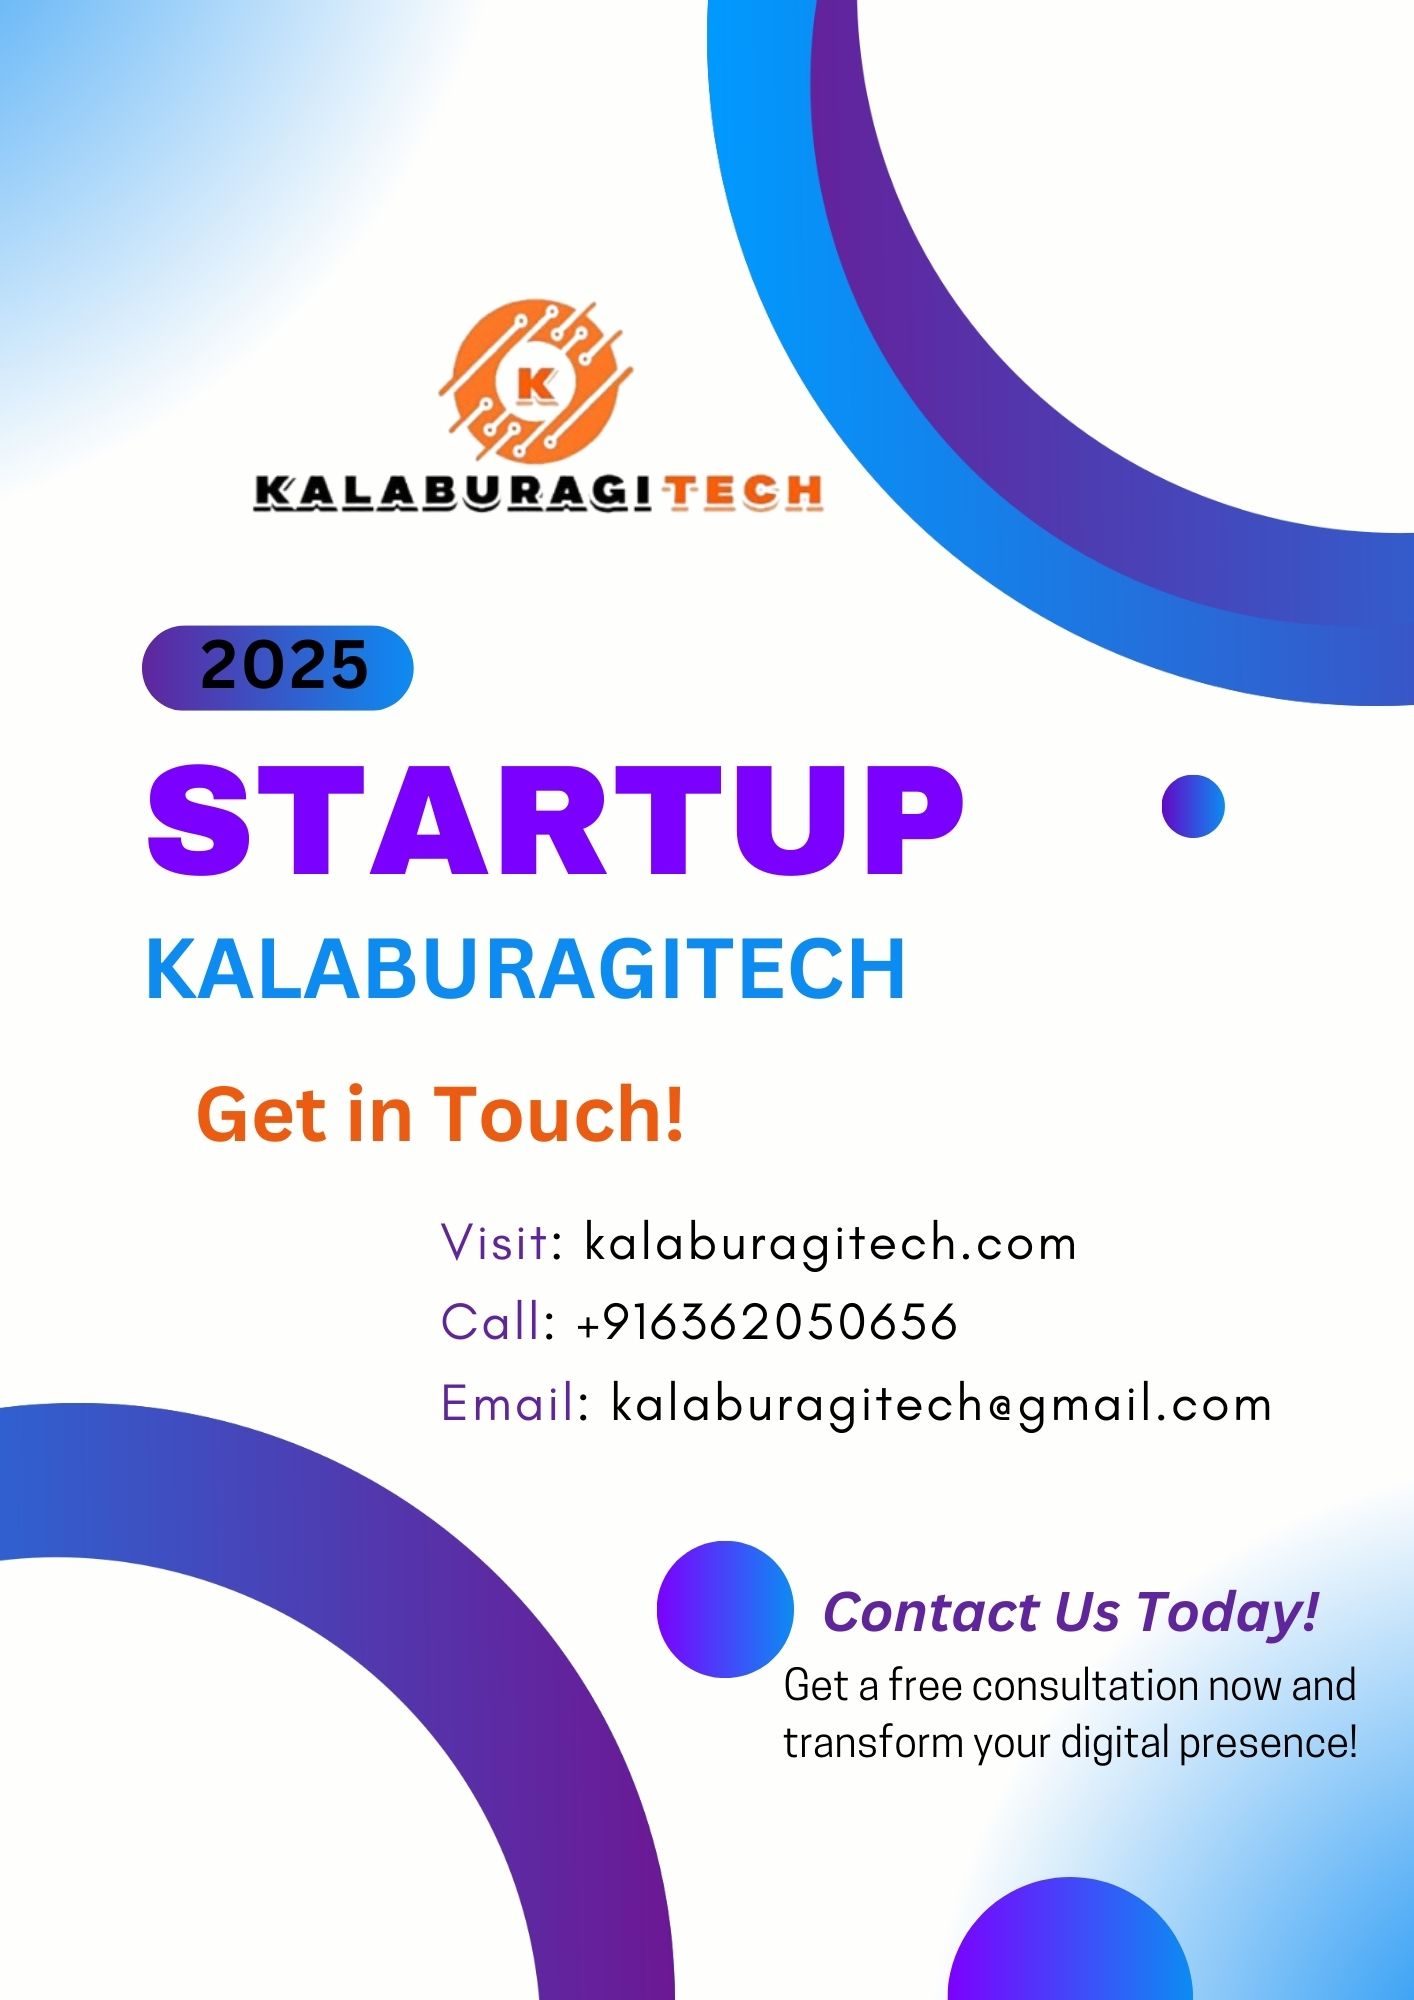 K
KALABURAGITECH
2025
STARTUP
KALABURAGITECH
Get in Touch!
Visit: kalaburagitech.com
Call: +916362050656
Email: kalaburagitech@gmail.com
Contact Us Today!
Get a free consultation now and
transform your digital presence!